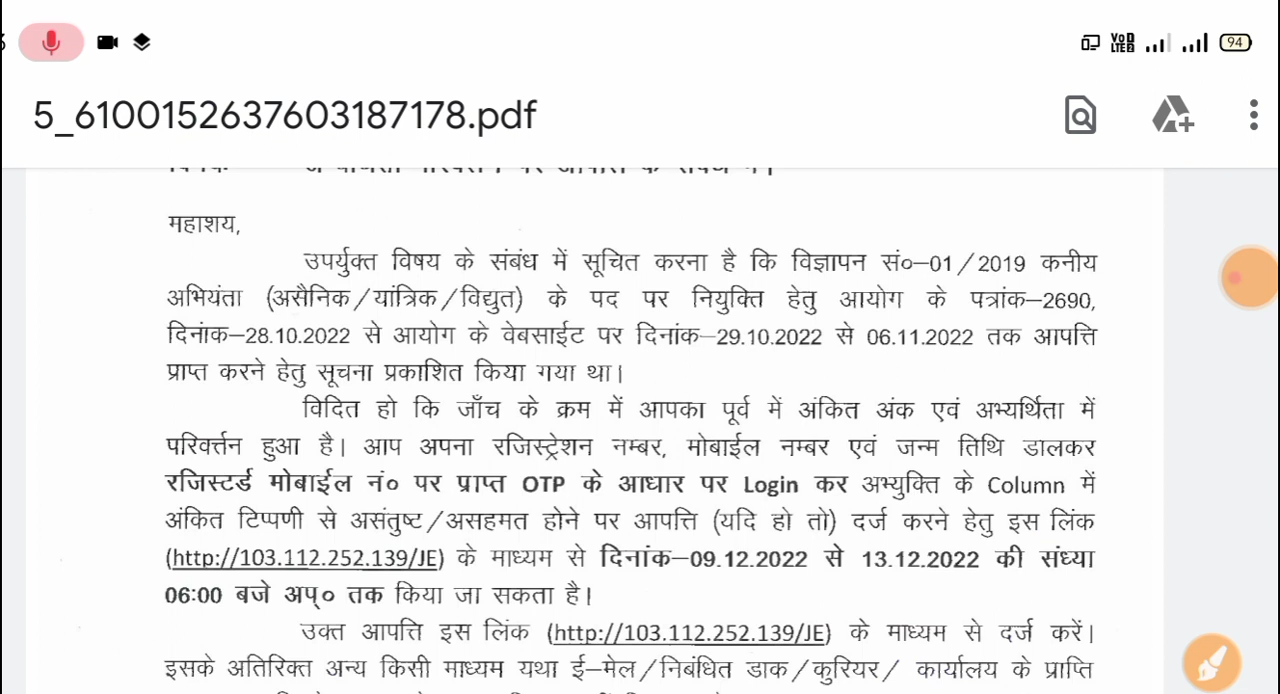 94
5_6100152637603187178.pdf
महाशय,
उपर्युक्त विषय के संबंध में सूचित करना है कि विज्ञापन सं०–01/2019 कनीय
अभियंता (असैनिक/यांत्रिक/विद्युत) के पद पर नियुक्ति हेतु आयोग के पत्रांक–2690,
दिनांक–28.10.2022 से आयोग के वेबसाईट पर दिनांक–29.10.2022 से 06.11.2022 तक आपत्ति
प्राप्त करने हेतु सूचना प्रकाशित किया गया था।
विदित हो कि जाँच के क्रम में आपका पूर्व में अंकित अंक एवं अभ्यर्थिता में
परिवर्त्तन हुआ है। आप अपना रजिस्ट्रेशन नम्बर, मोबाईल नम्बर एवं जन्म तिथि डालकर
रजिस्टर्ड मोबाईल नं० पर प्राप्त OTP के आधार पर Login कर अभ्युक्ति के Column में
अंकित टिप्पणी से असंतुष्ट/असहमत होने पर आपत्ति (यदि हो तो) दर्ज करने हेतु इस लिंक
(http://103.112.252.139/JE) के माध्यम से दिनांक–09.12.2022 से 13.12.2022 की संध्या
06:00 बजे अप्० तक किया जा सकता है।
उक्त आपत्ति इस लिंक (http://103.112.252.139/JE) के माध्यम से दर्ज करें।
इसके अतिरिक्त अन्य किसी माध्यम यथा ई–मेल/निबंधित डाक/कुरियर/ कार्यालय के प्राप्ति